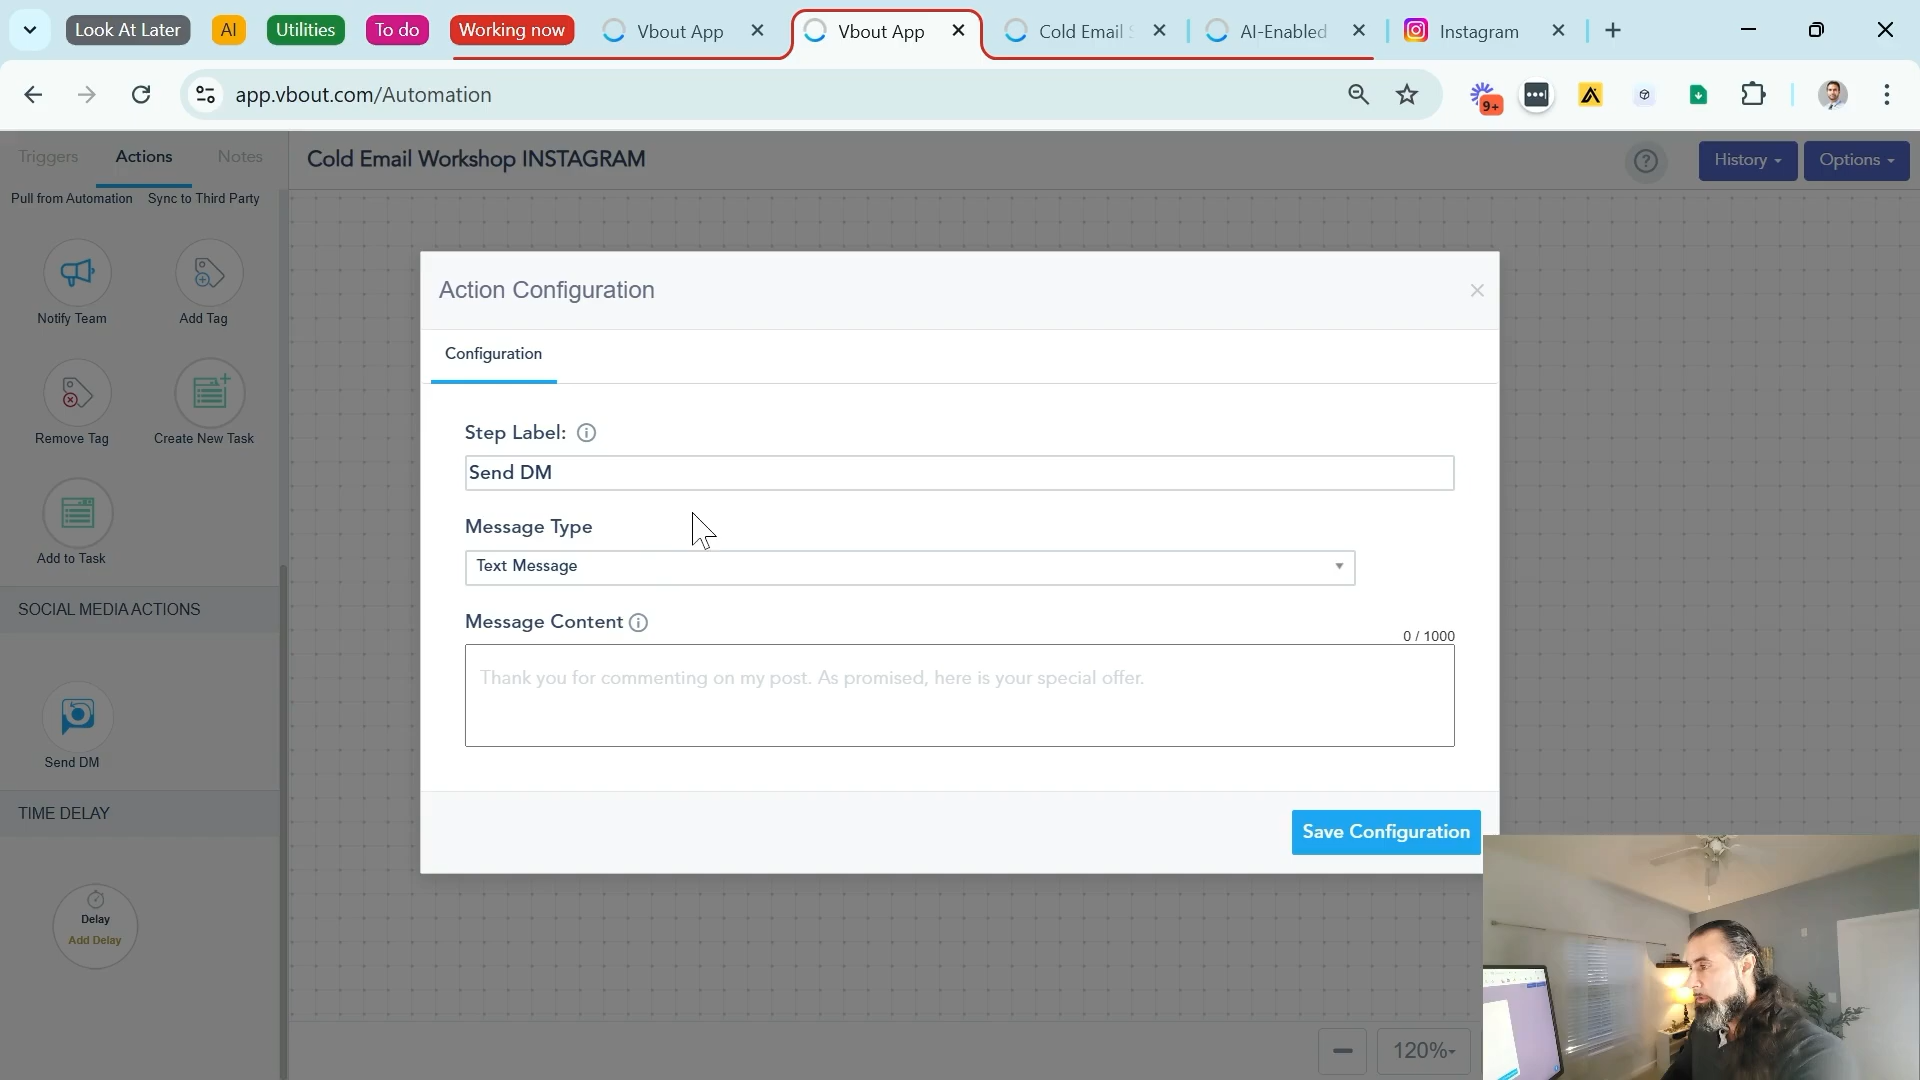 Look At Later
AI
Utilities
To do
Working now
Vbout App
Vbout App
Cold Email
AI-Enabled
Instagram
app.vbout.com/Automation
9+
Triggers
Actions
Notes
Cold Email Workshop INSTAGRAM
History
Options
Pull from Automation
Sync to Third Party
Notify Team
Add Tag
Remove Tag
Create New Task
Add to Task
SOCIAL MEDIA ACTIONS
Send DM
TIME DELAY
Delay
Add Delay
Action Configuration
Configuration
Step Label:
Send DM
Message Type
Text Message
Message Content
0 / 1000
Thank you for commenting on my post. As promised, here is your special offer.
Save Configuration
120%